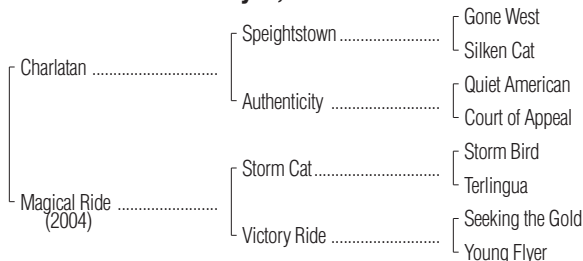 Gone West
Speightstown
Silken Cat
Charlatan
Quiet American
Authenticity
Court of Appeal
Storm Bird
Storm Cat
Terlingua
Magical Ride
(2004)
Seeking the Gold
Victory Ride
Young Flyer